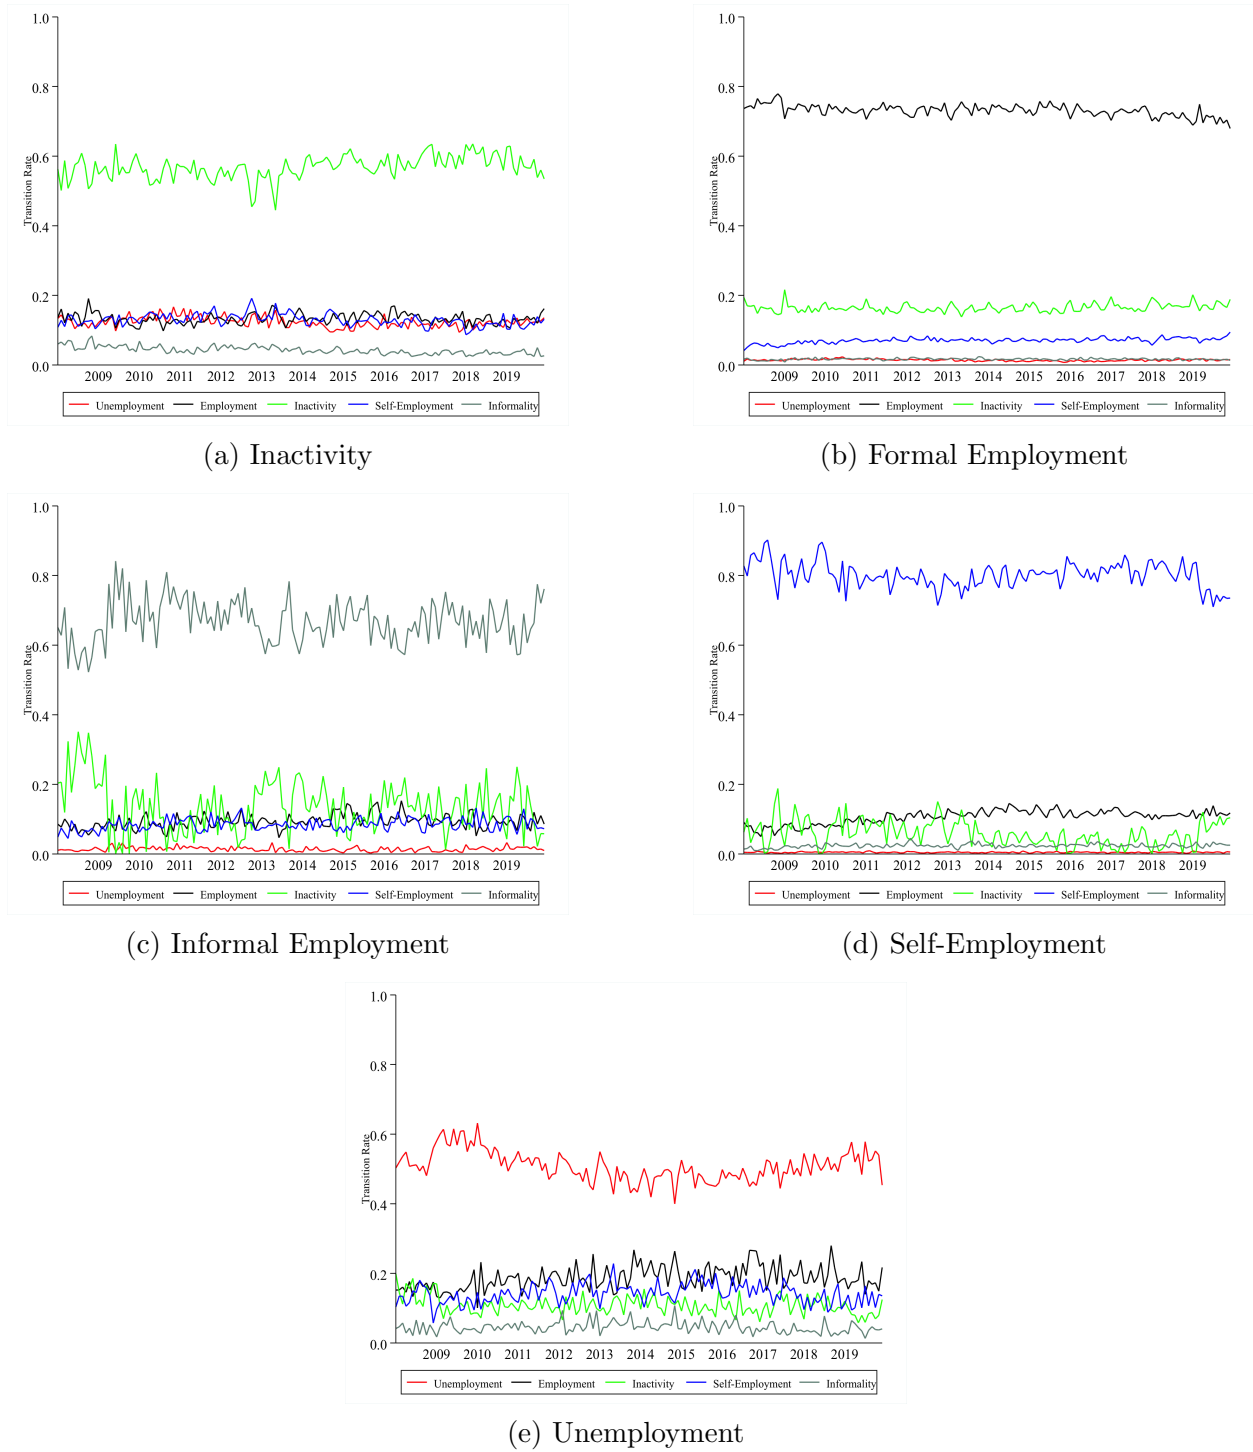 1.0
0.8
0.6
0.4
0.2
0.0
Transition Rate
2009 2010 2011 2012 2013 2014 2015 2016 2017 2018 2019
Unemployment Employment Inactivity Self-Employment Informality
(a) Inactivity
1.0
0.8
0.6
0.4
0.2
0.0
Transition Rate
2009 2010 2011 2012 2013 2014 2015 2016 2017 2018 2019
Unemployment Employment Inactivity Self-Employment Informality
(b) Formal Employment
1.0
0.8
0.6
0.4
0.2
0.0
Transition Rate
2009 2010 2011 2012 2013 2014 2015 2016 2017 2018 2019
Unemployment Employment Inactivity Self-Employment Informality
(c) Informal Employment
1.0
0.8
0.6
0.4
0.2
0.0
Transition Rate
2009 2010 2011 2012 2013 2014 2015 2016 2017 2018 2019
Unemployment Employment Inactivity Self-Employment Informality
(d) Self-Employment
1.0
0.8
0.6
0.4
0.2
0.0
Transition Rate
2009 2010 2011 2012 2013 2014 2015 2016 2017 2018 2019
Unemployment Employment Inactivity Self-Employment Informality
(e) Unemployment